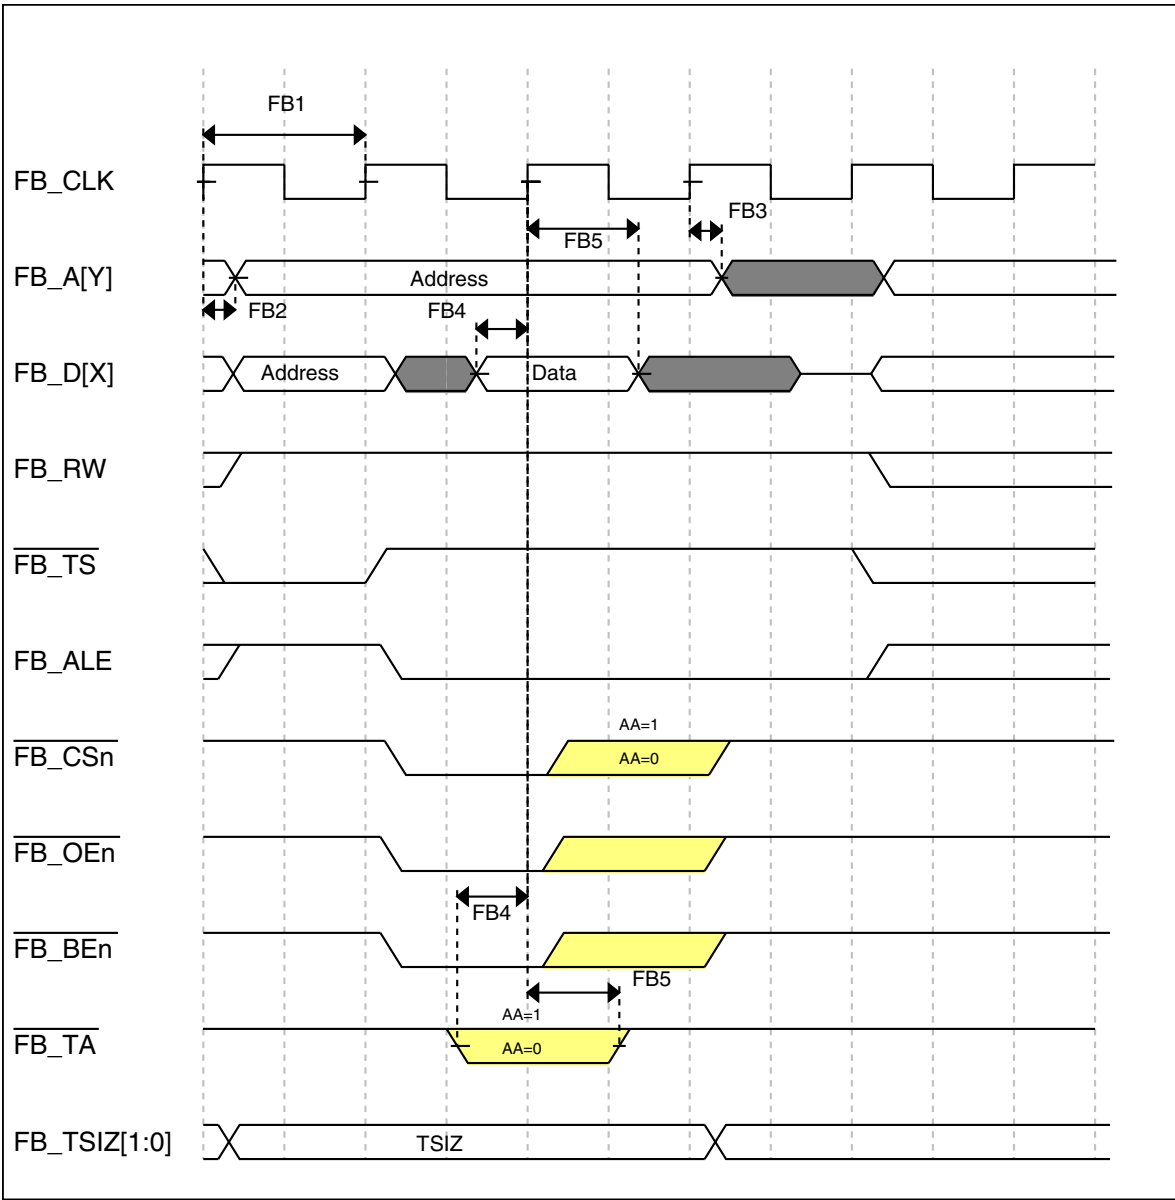 FB1
FB_CLK
FB3
FB5
FB_A[Y]
Address
FB2
FB4
FB_D[X]
Address
Data
FB_RW
FB_TS
FB_ALE
AA=1
FB_CSn
AA=0
FB_OEn
FB4
FB_BEn
FB5
AA=1
FB_TA
AA=0
FB_TSIZ[1:0]
TSIZ